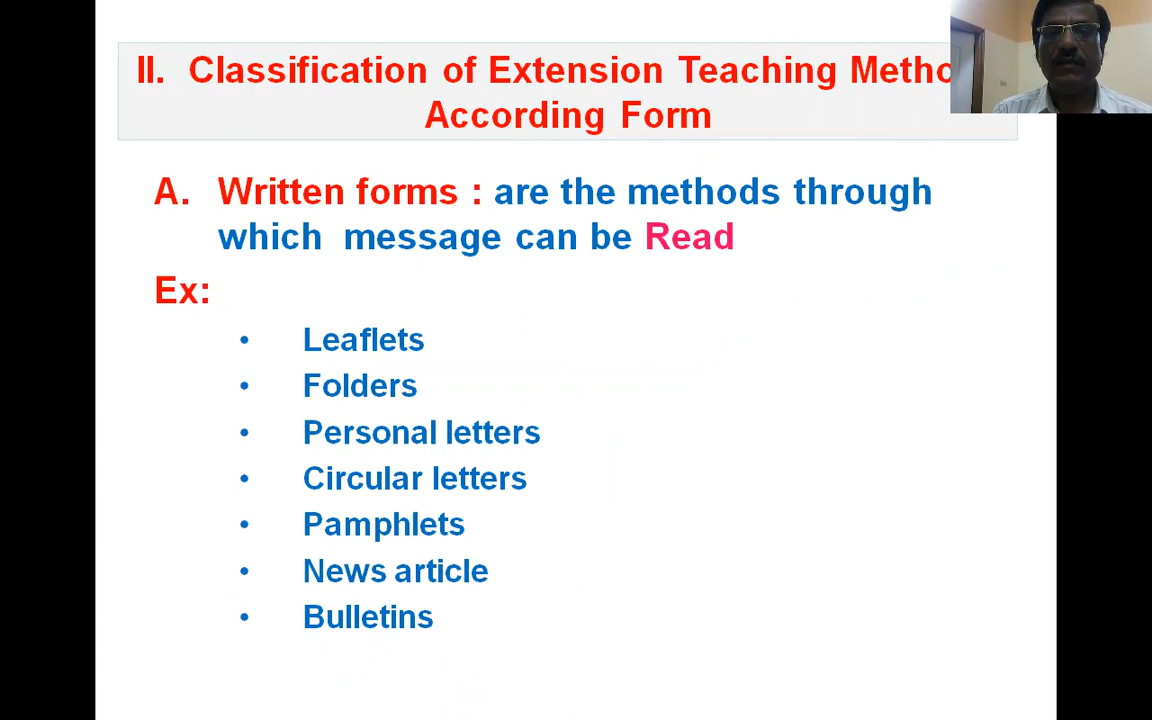 II. Classification of Extension Teaching Metho
According Form
A. Written forms : are the methods through
which message can be Read
Ex:
• Leaflets
• Folders
• Personal letters
• Circular letters
• Pamphlets
• News article
• Bulletins